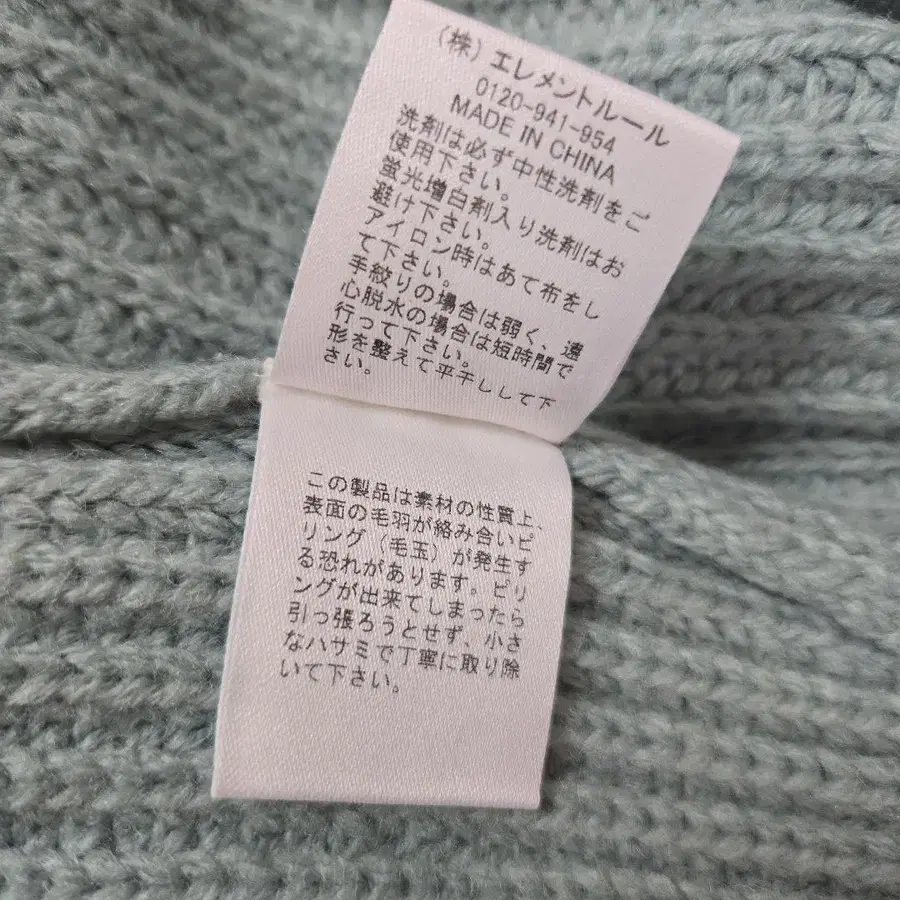 (株) エレメントルール
0120-941-954
MADE IN CHINA
洗剤は必ず中性洗剤をご
使用下さい。
蛍光増白剤入り洗剤はお
避け下さい。
アイロン時はあて布をし
て下さい。
手絞りの場合は弱く、遠
心脱水の場合は短時間で
行って下さい。
形を整えて平干しして下
さい。
この製品は素材の性質上、
表面の毛羽が絡み合いピ
リング（毛玉）が発生す
る恐れがあります。ピリ
ングが出来てしまったら
引っ張ろうとせず、小さ
なハサミで丁寧に取り除
いて下さい。